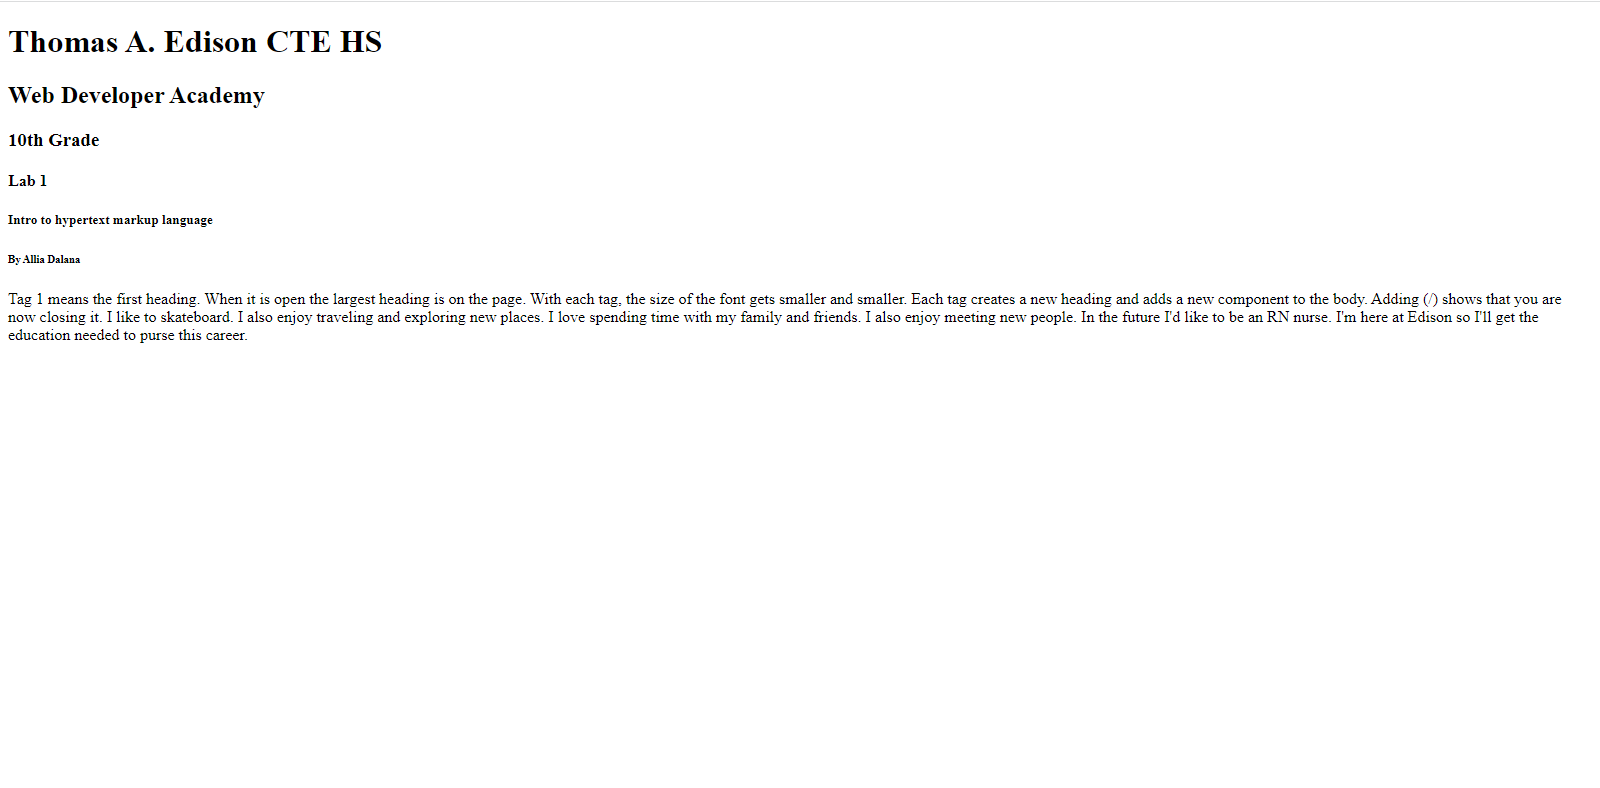 Thomas A. Edison CTE HS
Web Developer Academy
10th Grade
Lab 1
Intro to hypertext markup language
By Allia Dalana
Tag 1 means the first heading. When it is open the largest heading is on the page. With each tag, the size of the font gets smaller and smaller. Each tag creates a new heading and adds a new component to the body. Adding (/) shows that you are
now closing it. I like to skateboard. I also enjoy traveling and exploring new places. I love spending time with my family and friends. I also enjoy meeting new people. In the future I'd like to be an RN nurse. I'm here at Edison so I'll get the
education needed to purse this career.